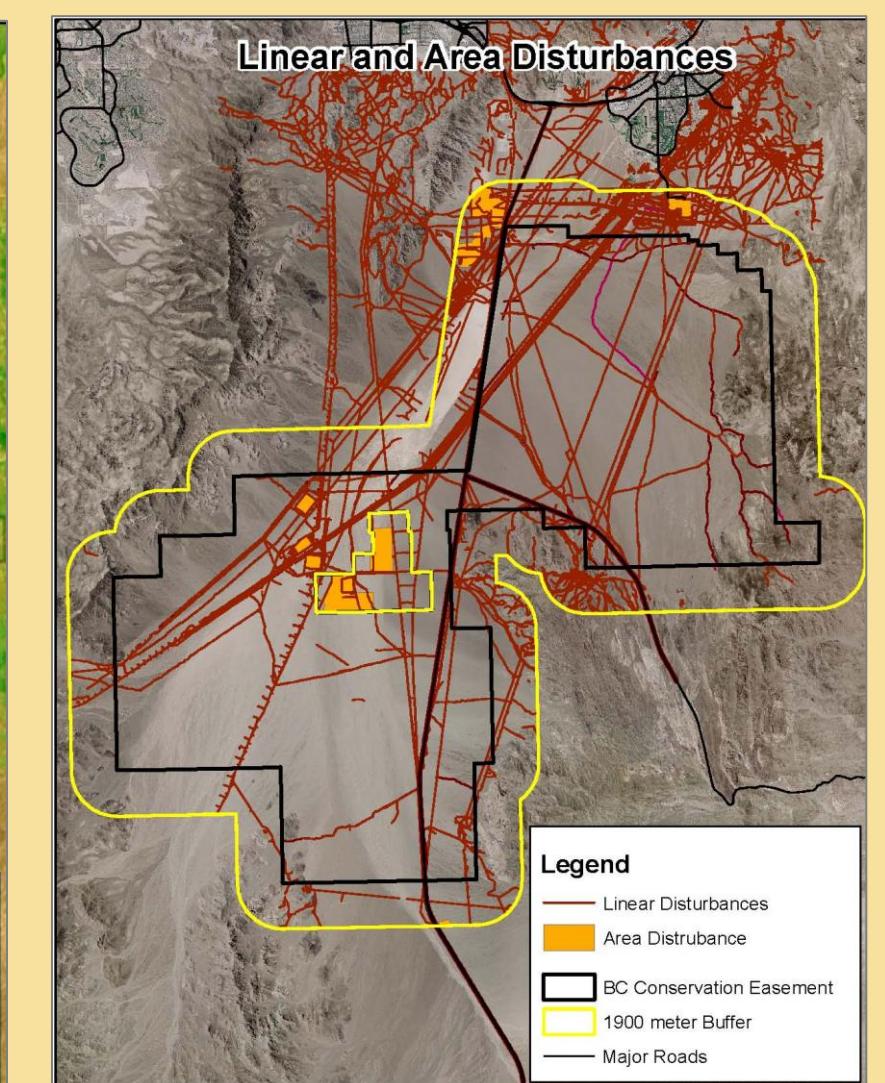 Linear and Area Disturbances
Legend
Linear Disturbances
Area Distrubance
BC Conservation Easement
1900 meter Buffer
Major Roads